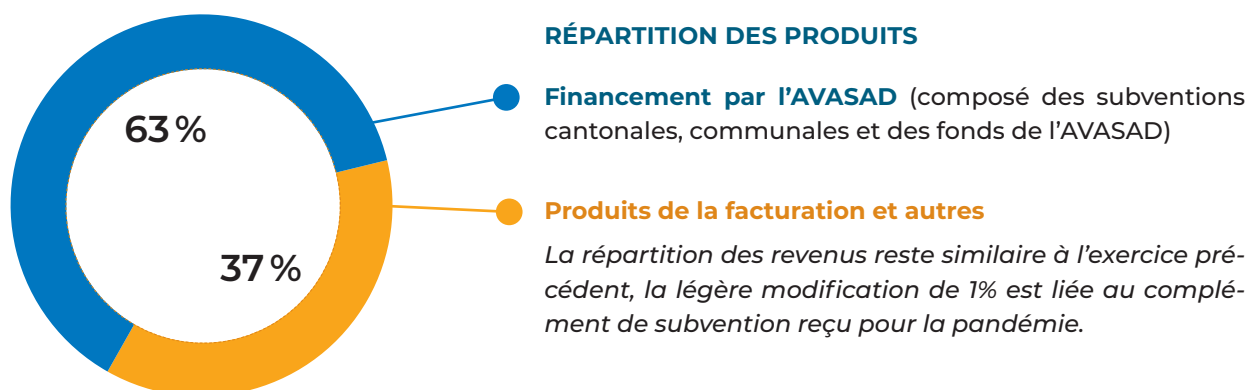 RÉPARTITION DES PRODUITS
63 %
Financement par l'AVASAD (composé des subventions
cantonales, communales et des fonds de l'AVASAD)
37 %
Produits de la facturation et autres
La répartition des revenus reste similaire à l'exercice pré-
cédent, la légère modification de 1% est liée au complé-
ment de subvention reçu pour la pandémie.